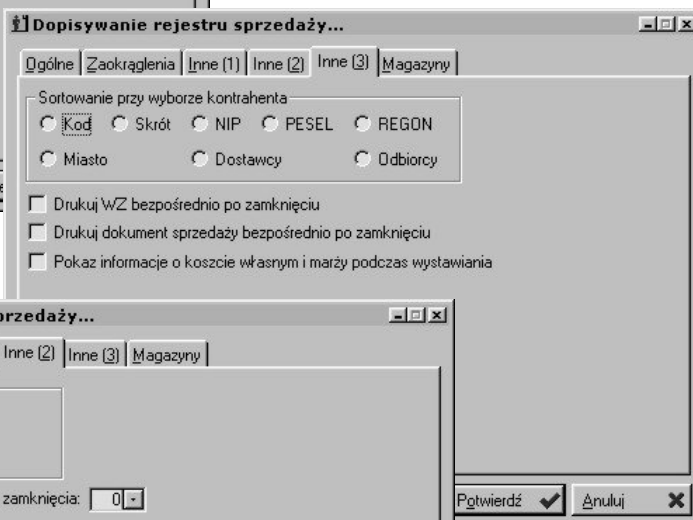 Dopisywanie rejestru sprzedaży...
Ogólne Zaokrąglenia Inne (1) Inne (2) Inne (3) Magazyny
Sortowanie przy wyborze kontrahenta
Kod Skrót NIP PESEL REGON
Miasto Dostawcy Odbiorcy
Drukuj WZ bezpośrednio po zamknięciu
Drukuj dokument sprzedaży bezpośrednio po zamknięciu
Pokaz informacje o koszcie własnym i marży podczas wystawiania
przedaży...
Inne (2) Inne (3) Magazyny
zamknięcia: 0
Potwierdź Anuluj